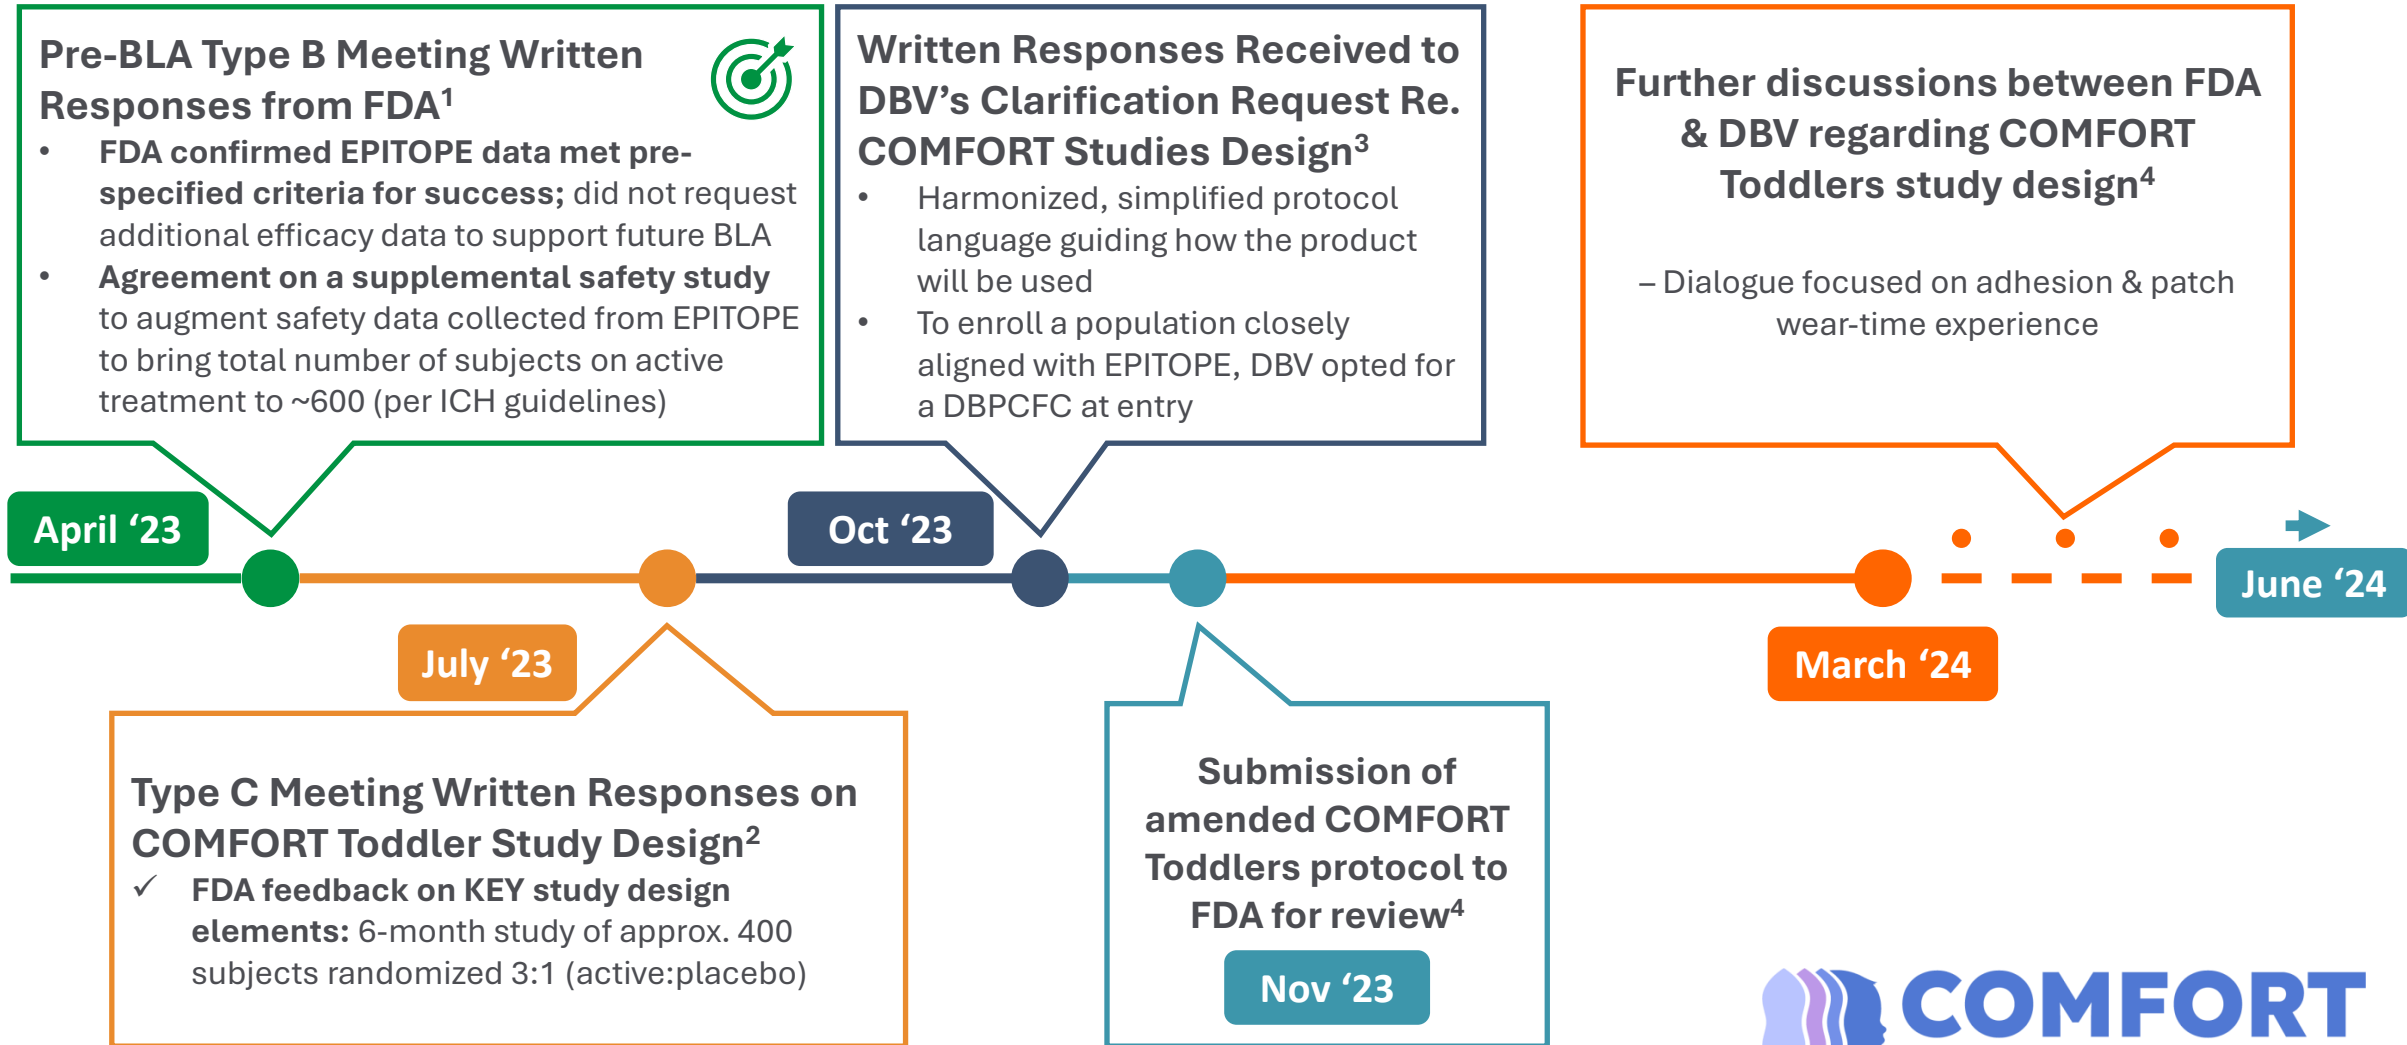 Pre-BLA Type B Meeting Written
Responses from FDA¹
• FDA confirmed EPITOPE data met pre-
specified criteria for success; did not request
additional efficacy data to support future BLA
• Agreement on a supplemental safety study
to augment safety data collected from EPITOPE
to bring total number of subjects on active
treatment to ~600 (per ICH guidelines)
Written Responses Received to
DBV’s Clarification Request Re.
COMFORT Studies Design³
• Harmonized, simplified protocol
language guiding how the product
will be used
• To enroll a population closely
aligned with EPITOPE, DBV opted for
a DBPCFC at entry
Further discussions between FDA
& DBV regarding COMFORT
Toddlers study design⁴
– Dialogue focused on adhesion & patch
wear-time experience
April ‘23
Oct ‘23
June ‘24
July ‘23
March ‘24
Type C Meeting Written Responses on
COMFORT Toddler Study Design²
✓ FDA feedback on KEY study design
elements: 6-month study of approx. 400
subjects randomized 3:1 (active:placebo)
Submission of
amended COMFORT
Toddlers protocol to
FDA for review⁴
Nov ‘23
COMFORT